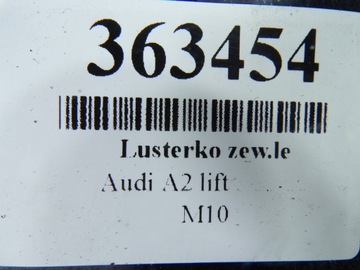 363454
Lusterko zew.le
Audi A2 lift
M10